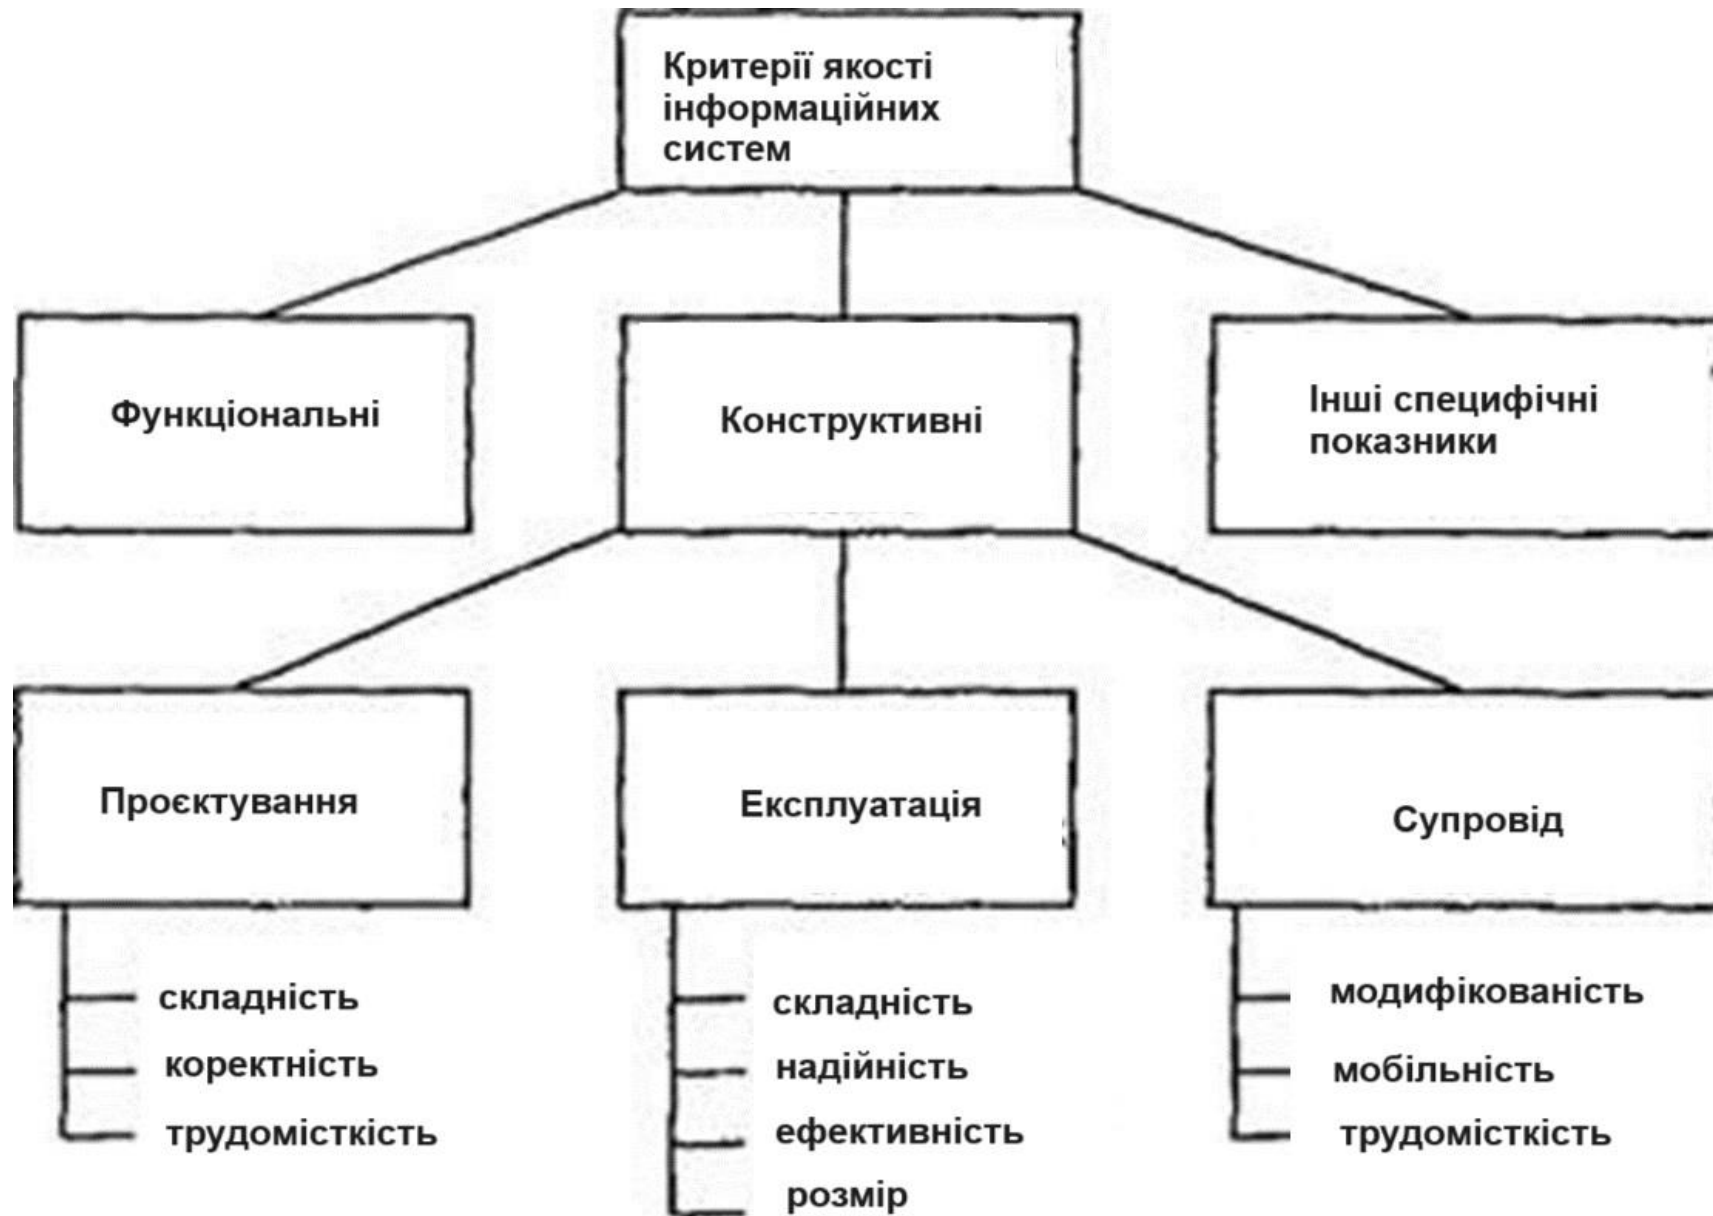 Критерії якості
інформаційних
систем
Функціональні
Конструктивні
Інші специфічні
показники
Проєктування
Експлуатація
Супровід
складність
коректність
трудомісткість
складність
надійність
ефективність
розмір
модифікованість
мобільність
трудомісткість